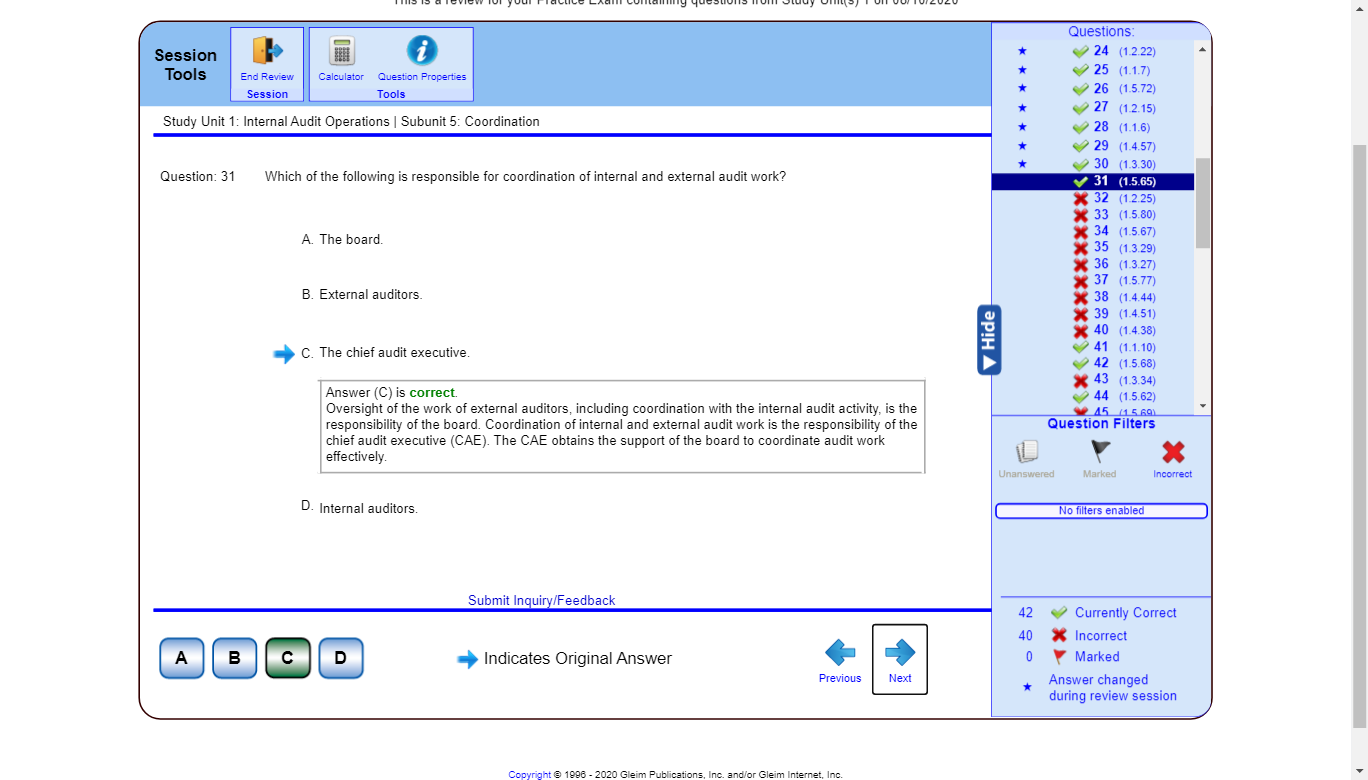 This is a review for your Practice Exam containing questions from Study Unit(s) 1 on 08/10/2020
Session
Tools
End Review
Session
Calculator
Question Properties
Tools
Study Unit 1: Internal Audit Operations | Subunit 5: Coordination
Question: 31
Which of the following is responsible for coordination of internal and external audit work?
A. The board.
B. External auditors.
C. The chief audit executive.
Answer (C) is correct.
Oversight of the work of external auditors, including coordination with the internal audit activity, is the
responsibility of the board. Coordination of internal and external audit work is the responsibility of the
chief audit executive (CAE). The CAE obtains the support of the board to coordinate audit work
effectively.
D. Internal auditors.
Submit Inquiry/Feedback
A
B
C
D
Indicates Original Answer
Previous
Next
Hide
Questions:
24 (1.2.22)
25 (1.1.7)
26 (1.5.72)
27 (1.2.15)
28 (1.1.6)
29 (1.4.57)
30 (1.3.30)
31 (1.5.65)
32 (1.2.25)
33 (1.5.80)
34 (1.5.67)
35 (1.3.29)
36 (1.3.27)
37 (1.5.77)
38 (1.4.44)
39 (1.4.51)
40 (1.4.38)
41 (1.1.10)
42 (1.5.68)
43 (1.3.34)
44 (1.5.62)
45 (1.5.69)
Question Filters
Unanswered
Marked
Incorrect
No filters enabled
42 Currently Correct
40 Incorrect
0 Marked
Answer changed
during review session
Copyright © 1996 - 2020 Gleim Publications, Inc. and/or Gleim Internet, Inc.